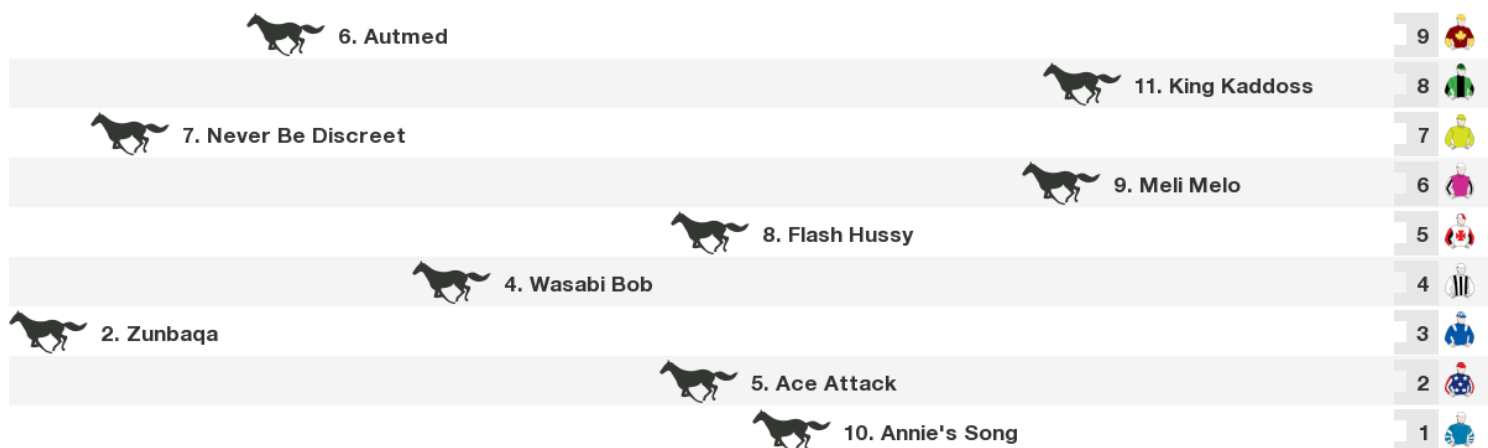 6. Autmed 9
11. King Kaddoss 8
7. Never Be Discreet 7
9. Meli Melo 6
8. Flash Hussy 5
4. Wasabi Bob 4
2. Zunbaqa 3
5. Ace Attack 2
10. Annie's Song 1